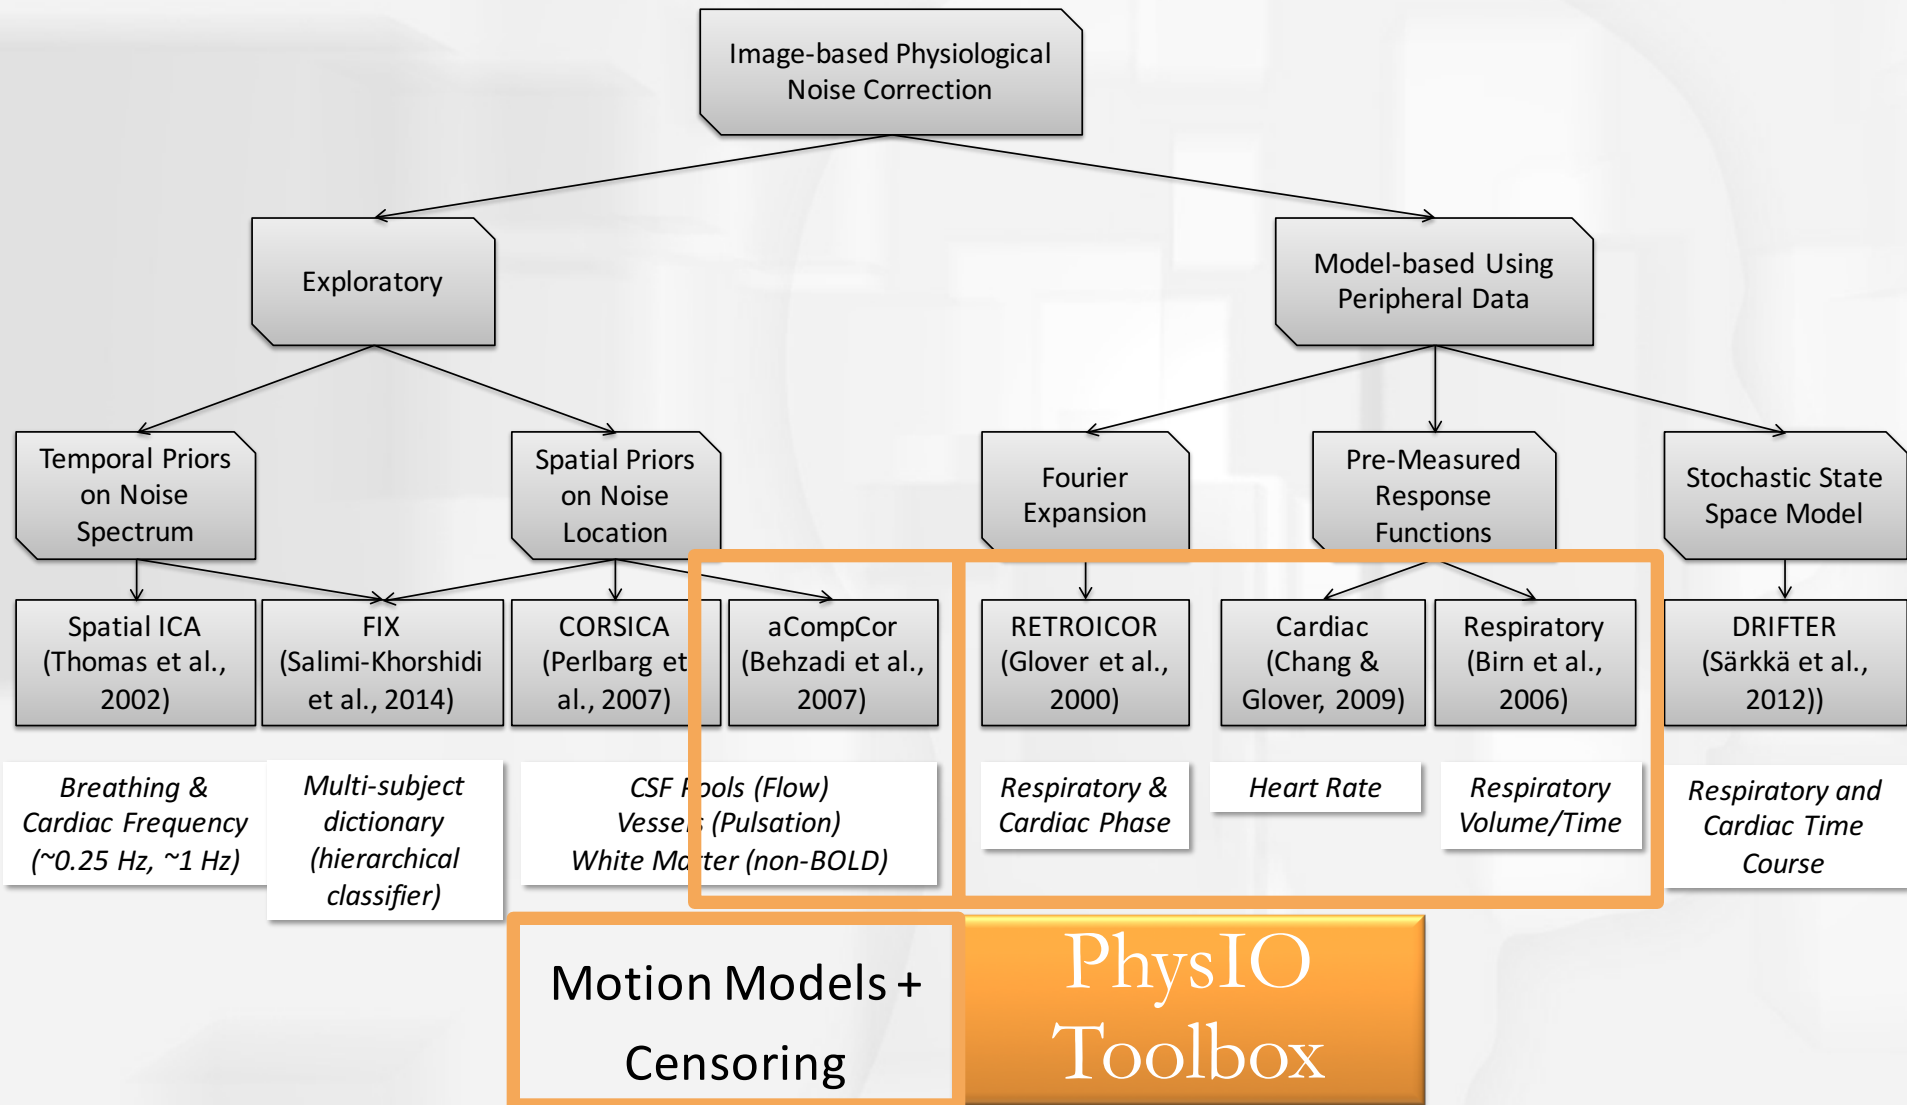 Image-based Physiological
Noise Correction
Exploratory
Model-based Using
Peripheral Data
Temporal Priors
on Noise
Spectrum
Spatial Priors
on Noise
Location
Fourier
Expansion
Pre-Measured
Response
Functions
Stochastic State
Space Model
Spatial ICA
(Thomas et al.,
2002)
FIX
(Salimi-Khorshidi
et al., 2014)
CORSICA
(Perlbarg et
al., 2007)
aCompCor
(Behzadi et al.,
2007)
RETROICOR
(Glover et al.,
2000)
Cardiac
(Chang &
Glover, 2009)
Respiratory
(Birn et al.,
2006)
DRIFTER
(Särkkä et al.,
2012))
Breathing &
Cardiac Frequency
(~0.25 Hz, ~1 Hz)
Multi-subject
dictionary
(hierarchical
classifier)
CSF Pools (Flow)
Vessels (Pulsation)
White Matter (non-BOLD)
Respiratory &
Cardiac Phase
Heart Rate
Respiratory
Volume/Time
Respiratory and
Cardiac Time
Course
Motion Models +
Censoring
PhysIO
Toolbox